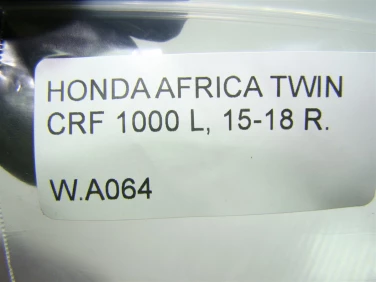 HONDA AFRICA TWIN
CRF 1000 L, 15-18 R.
W.A064